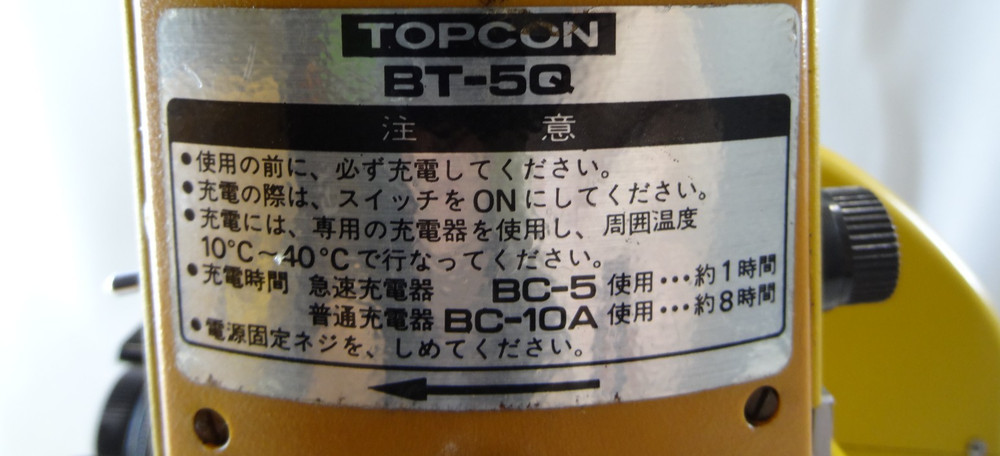 TOPCON
BT-5Q
注 意
•使用の前に、必ず充電してください。
•充電の際は、スイッチをONにしてください。
•充電には、専用の充電器を使用し、周囲温度
10°C~40°Cで行なってください。
•充電時間 急速充電器 BC-5 使用…約1時間
普通充電器 BC-10A 使用…約8時間
•電源固定ネジを、しめてください。